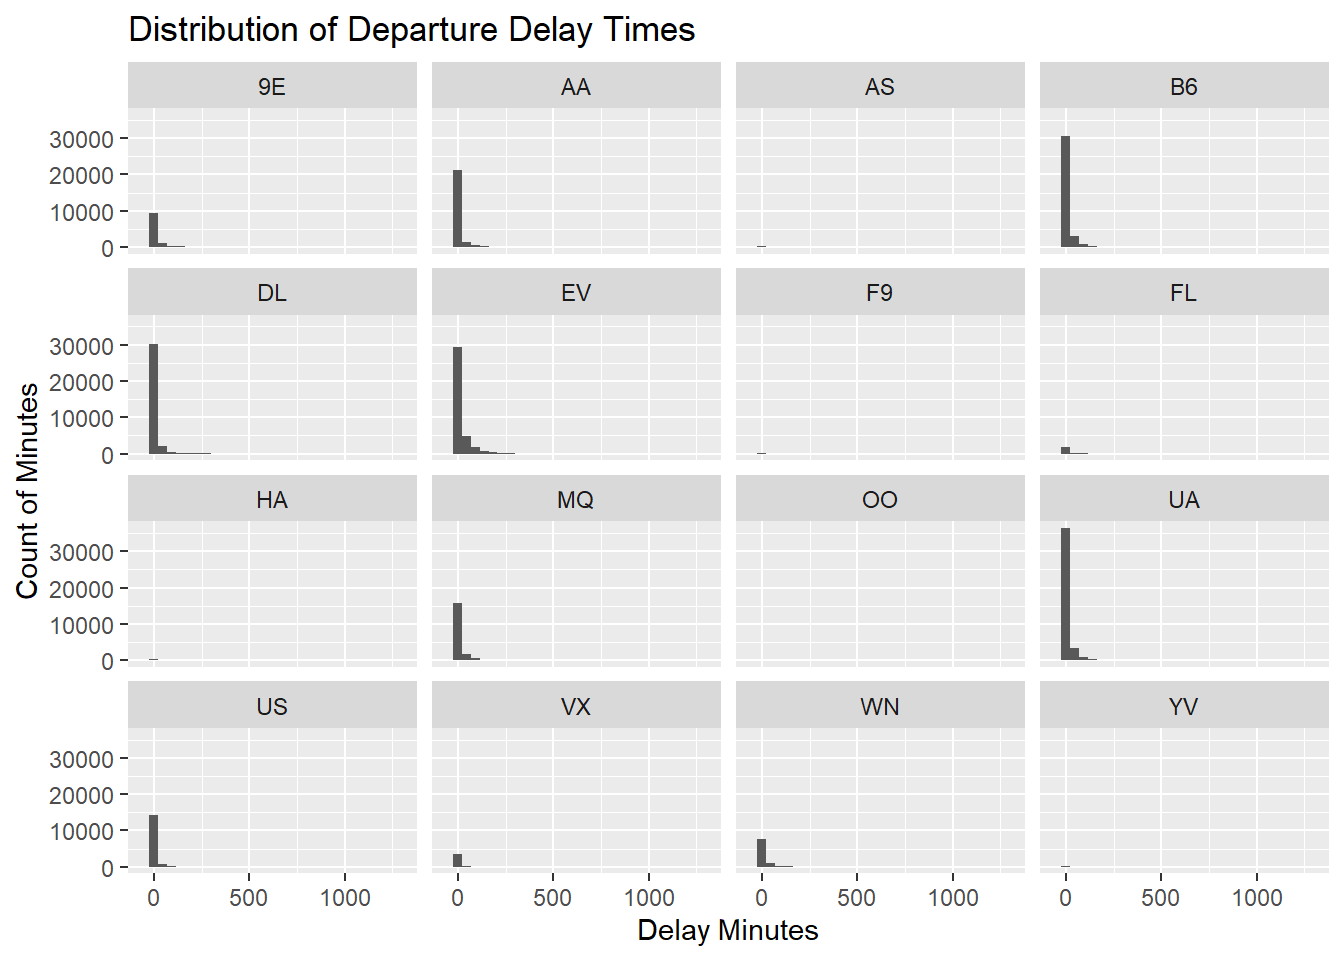 Distribution of Departure Delay Times
9E AA AS B6
30000
20000
10000
0
DL EV F9 FL
30000
20000
10000
0
HA MQ OO UA
30000
20000
10000
0
US VX WN YV
30000
20000
10000
0
0 500 1000 0 500 1000 0 500 1000 0 500 1000
Delay Minutes
Count of Minutes